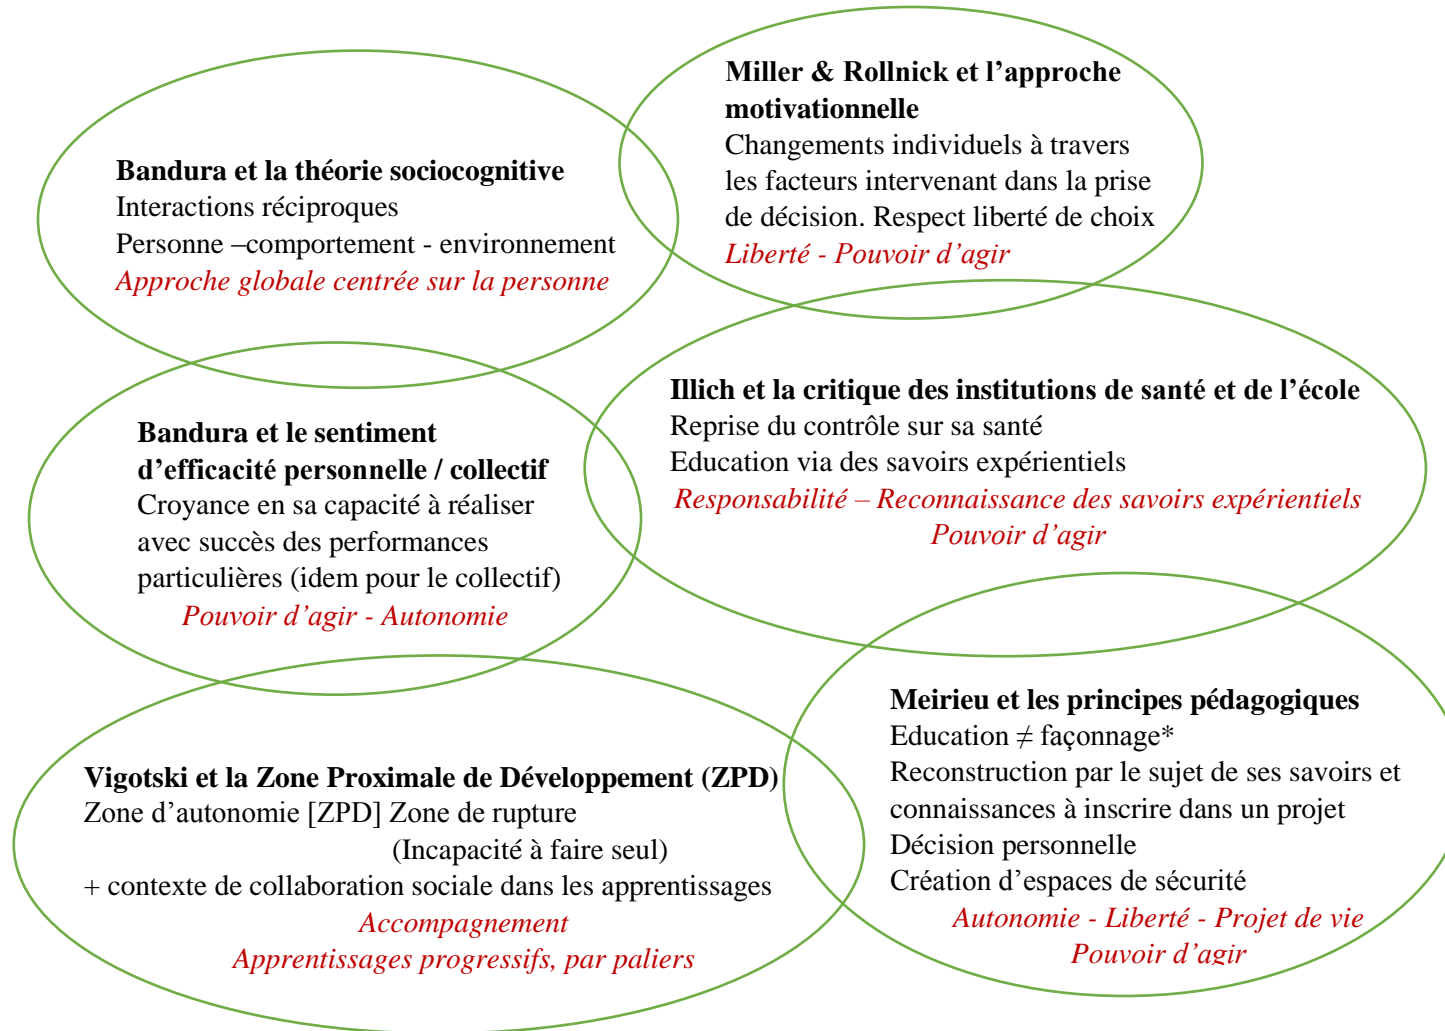 Bandura et la théorie sociocognitive
Interactions réciproques
Personne –comportement - environnement
Approche globale centrée sur la personne
Miller & Rollnick et l’approche
motivationnelle
Changements individuels à travers
les facteurs intervenant dans la prise
de décision. Respect liberté de choix
Liberté - Pouvoir d’agir
Bandura et le sentiment
d’efficacité personnelle / collectif
Croyance en sa capacité à réaliser
avec succès des performances
particulières (idem pour le collectif)
Pouvoir d’agir - Autonomie
Illich et la critique des institutions de santé et de l’école
Reprise du contrôle sur sa santé
Education via des savoirs expérientiels
Responsabilité – Reconnaissance des savoirs expérientiels
Pouvoir d’agir
Vigotski et la Zone Proximale de Développement (ZPD)
Zone d’autonomie [ZPD] Zone de rupture
(Incapacité à faire seul)
+ contexte de collaboration sociale dans les apprentissages
Accompagnement
Apprentissages progressifs, par paliers
Meirieu et les principes pédagogiques
Education ≠ façonnage*
Reconstruction par le sujet de ses savoirs et
connaissances à inscrire dans un projet
Décision personnelle
Création d’espaces de sécurité
Autonomie - Liberté - Projet de vie
Pouvoir d’agir